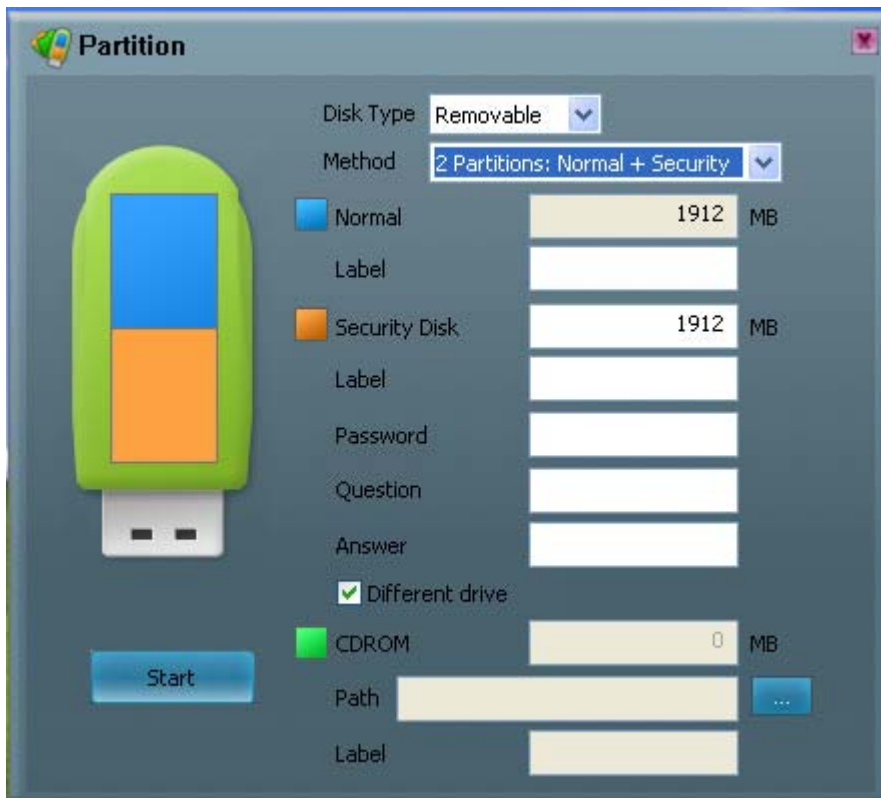 Partition
Disk Type Removable
Method 2 Partitions: Normal + Security
Normal 1912 MB
Label
Security Disk 1912 MB
Label
Password
Question
Answer
Different drive
CDROM 0 MB
Start
Path ...
Label